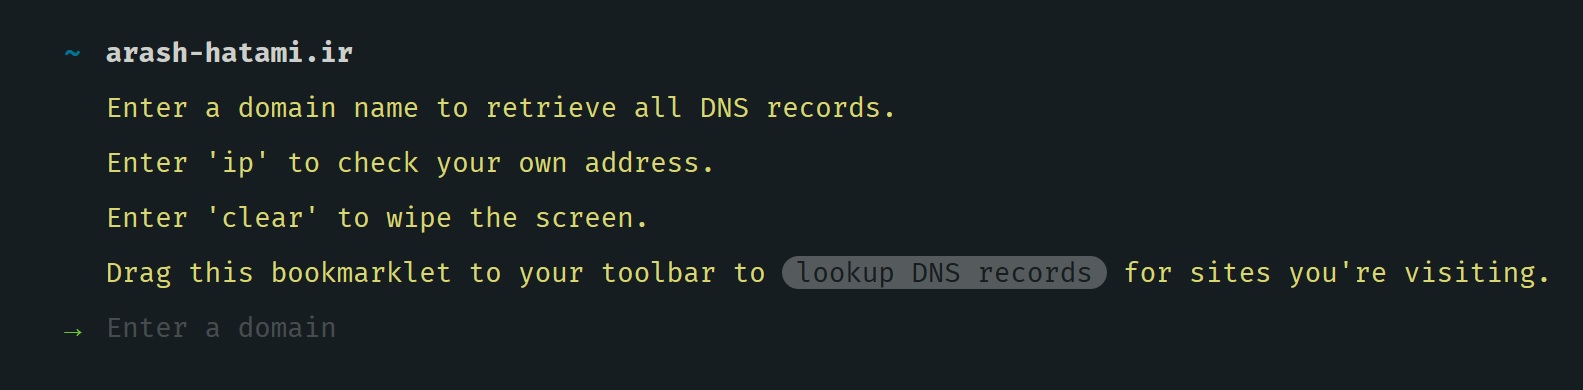 ~ arash-hatami.ir
Enter a domain name to retrieve all DNS records.
Enter 'ip' to check your own address.
Enter 'clear' to wipe the screen.
Drag this bookmarklet to your toolbar to lookup DNS records for sites you're visiting.
→ Enter a domain